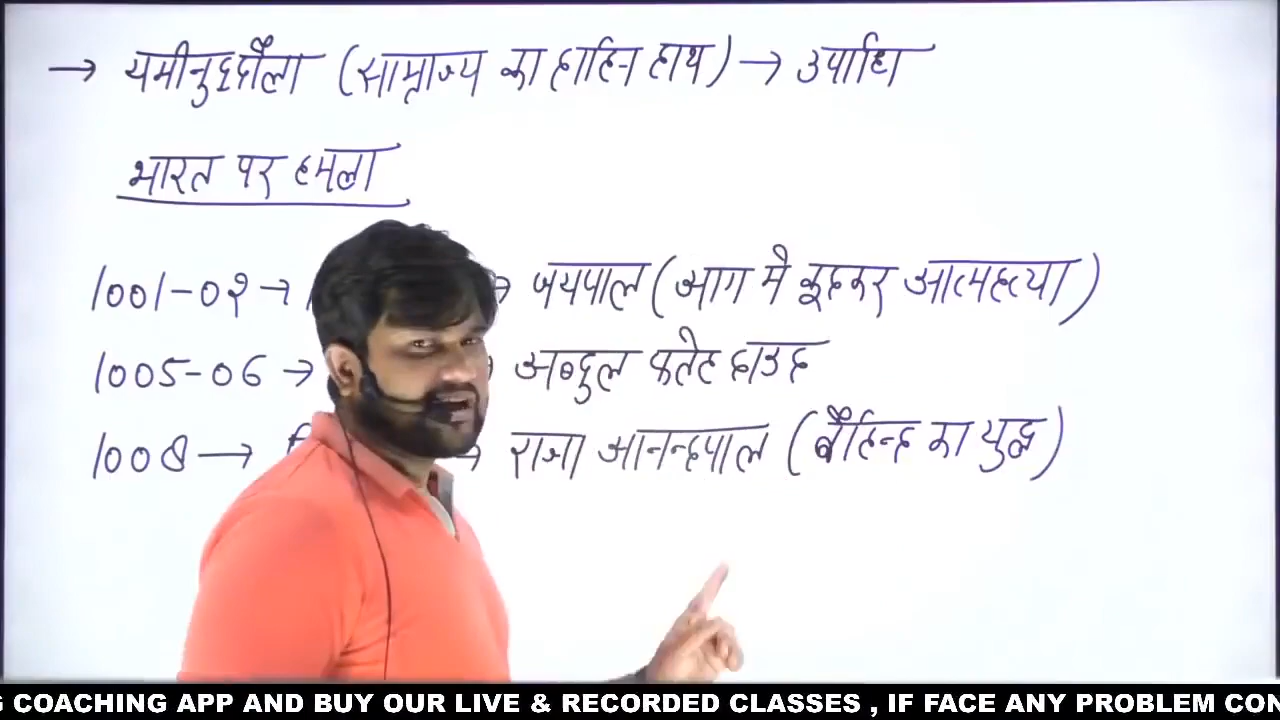 → यमीनुद्दौला (साम्राज्य का दाहिन हाथ) → उपाधि
भारत पर हमला
1001-02 → → जयपाल (आग मे कूदकर आत्महत्या)
1005-06 → अब्दुल फतेह दाउद
1008 → → राजा आनन्दपाल (वैहिन्द का युद्ध)
COACHING APP AND BUY OUR LIVE & RECORDED CLASSES , IF FACE ANY PROBLEM CON